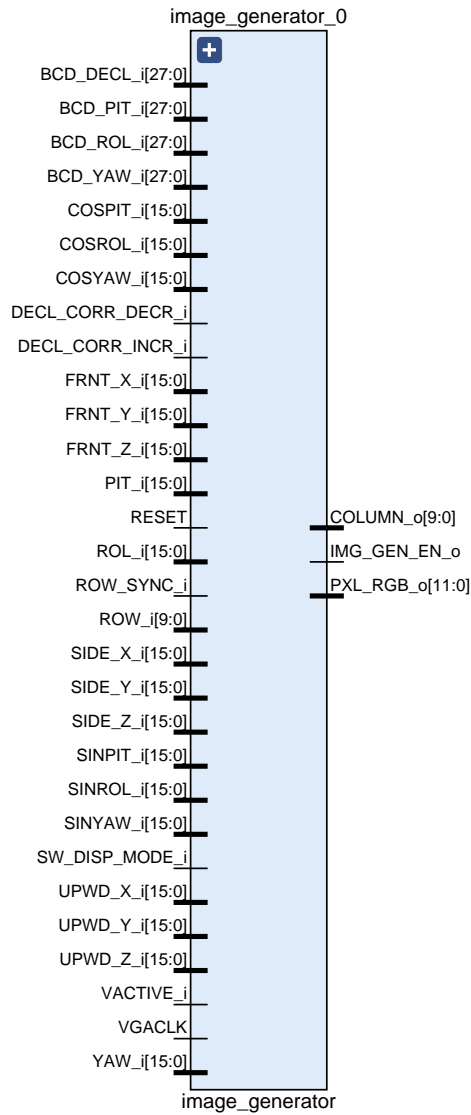 image_generator_0
BCD_DECL_i[27:0]
BCD_PIT_i[27:0]
BCD_ROL_i[27:0]
BCD_YAW_i[27:0]
COSPIT_i[15:0]
COSROL_i[15:0]
COSYAW_i[15:0]
DECL_CORR_DECR_i
DECL_CORR_INCR_i
FRNT_X_i[15:0]
FRNT_Y_i[15:0]
FRNT_Z_i[15:0]
PIT_i[15:0]
RESET
ROL_i[15:0]
ROW_SYNC_i
ROW_i[9:0]
SIDE_X_i[15:0]
SIDE_Y_i[15:0]
SIDE_Z_i[15:0]
SINPIT_i[15:0]
SINROL_i[15:0]
SINYAW_i[15:0]
SW_DISP_MODE_i
UPWD_X_i[15:0]
UPWD_Y_i[15:0]
UPWD_Z_i[15:0]
VACTIVE_i
VGACLK
YAW_i[15:0]
COLUMN_o[9:0]
IMG_GEN_EN_o
PXL_RGB_o[11:0]
image_generator